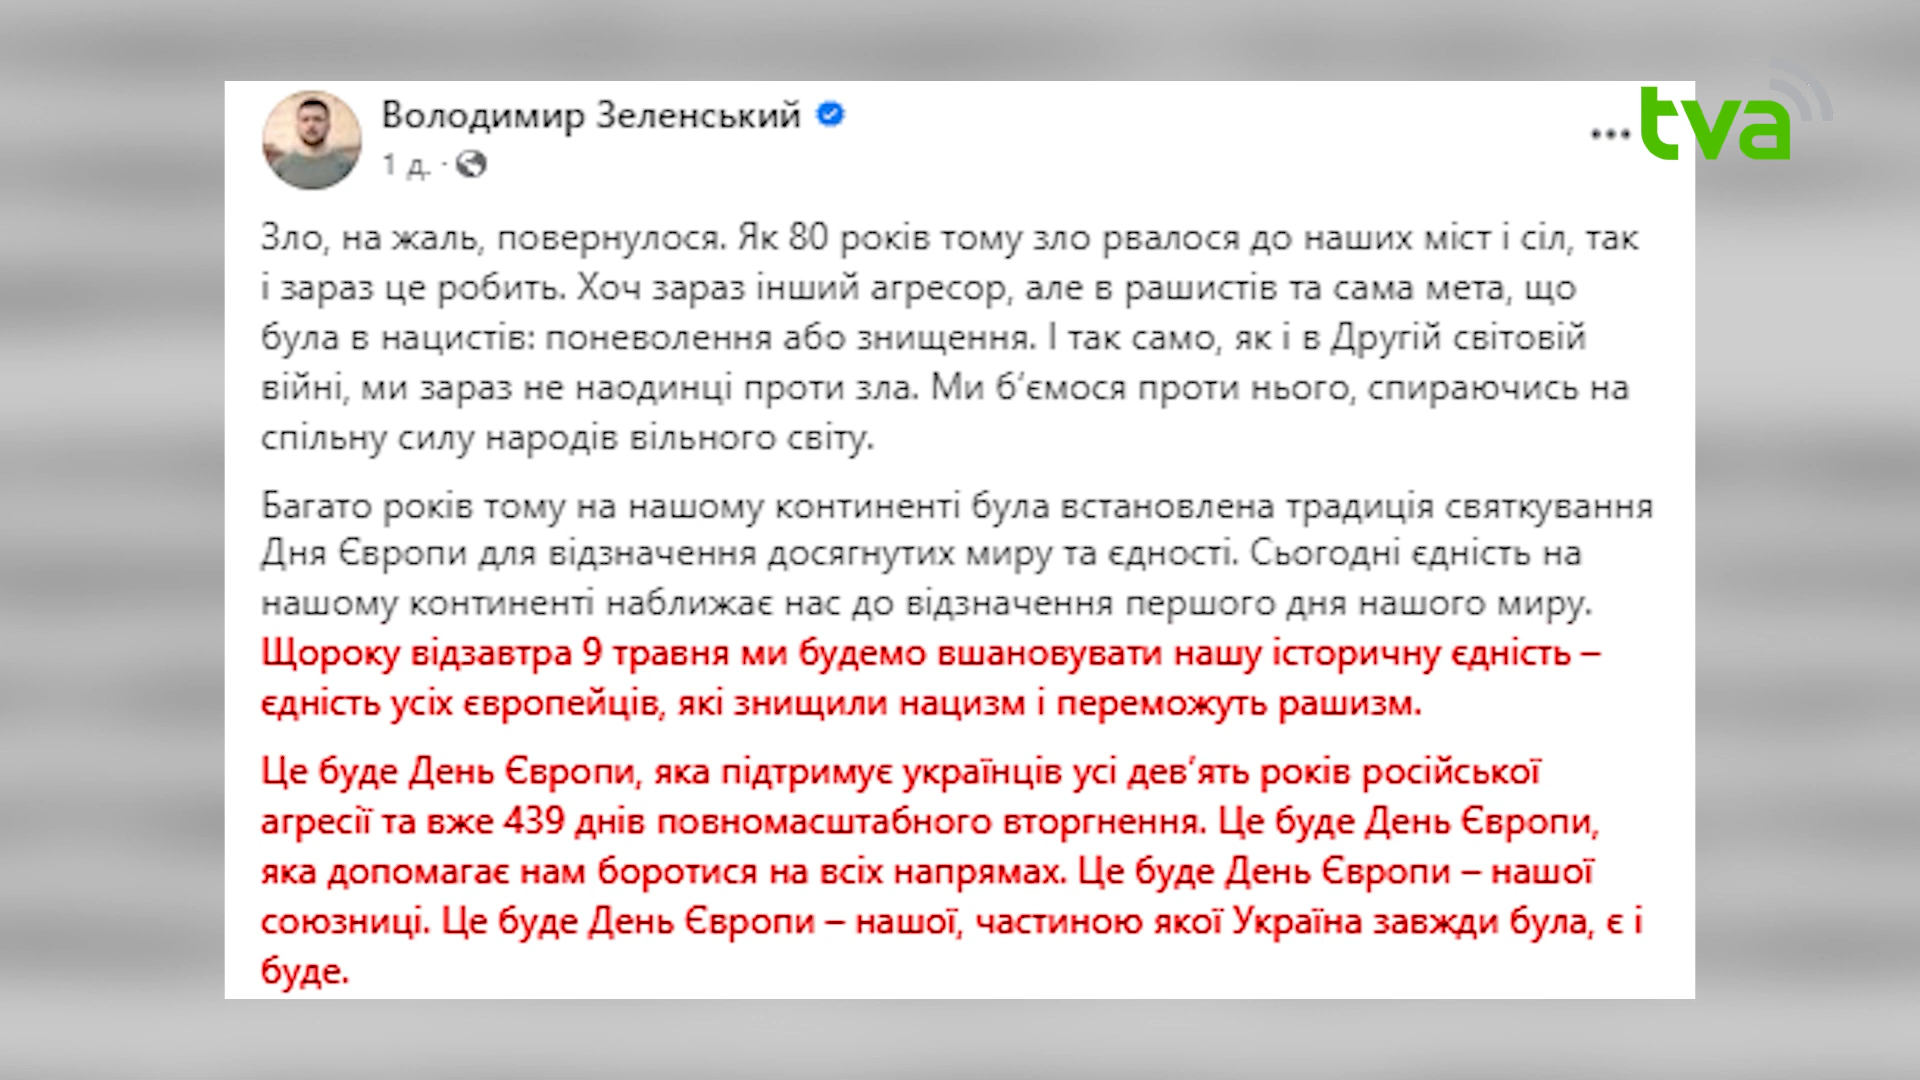 Володимир Зеленський
1 д. ·
tva
Зло, на жаль, повернулося. Як 80 років тому зло рвалося до наших міст і сіл, так
і зараз це робить. Хоч зараз інший агресор, але в рашистів та сама мета, що
була в нацистів: поневолення або знищення. І так само, як і в Другій світовій
війні, ми зараз не наодинці проти зла. Ми б‘ємося проти нього, спираючись на
спільну силу народів вільного світу.
Багато років тому на нашому континенті була встановлена традиція святкування
Дня Європи для відзначення досягнутих миру та єдності. Сьогодні єдність на
нашому континенті наближає нас до відзначення першого дня нашого миру.
Щороку відзавтра 9 травня ми будемо вшановувати нашу історичну єдність –
єдність усіх європейців, які знищили нацизм і переможуть рашизм.
Це буде День Європи, яка підтримує українців усі дев’ять років російської
агресії та вже 439 днів повномасштабного вторгнення. Це буде День Європи,
яка допомагає нам боротися на всіх напрямах. Це буде День Європи – нашої
союзниці. Це буде День Європи – нашої, частиною якої Україна завжди була, є і
буде.